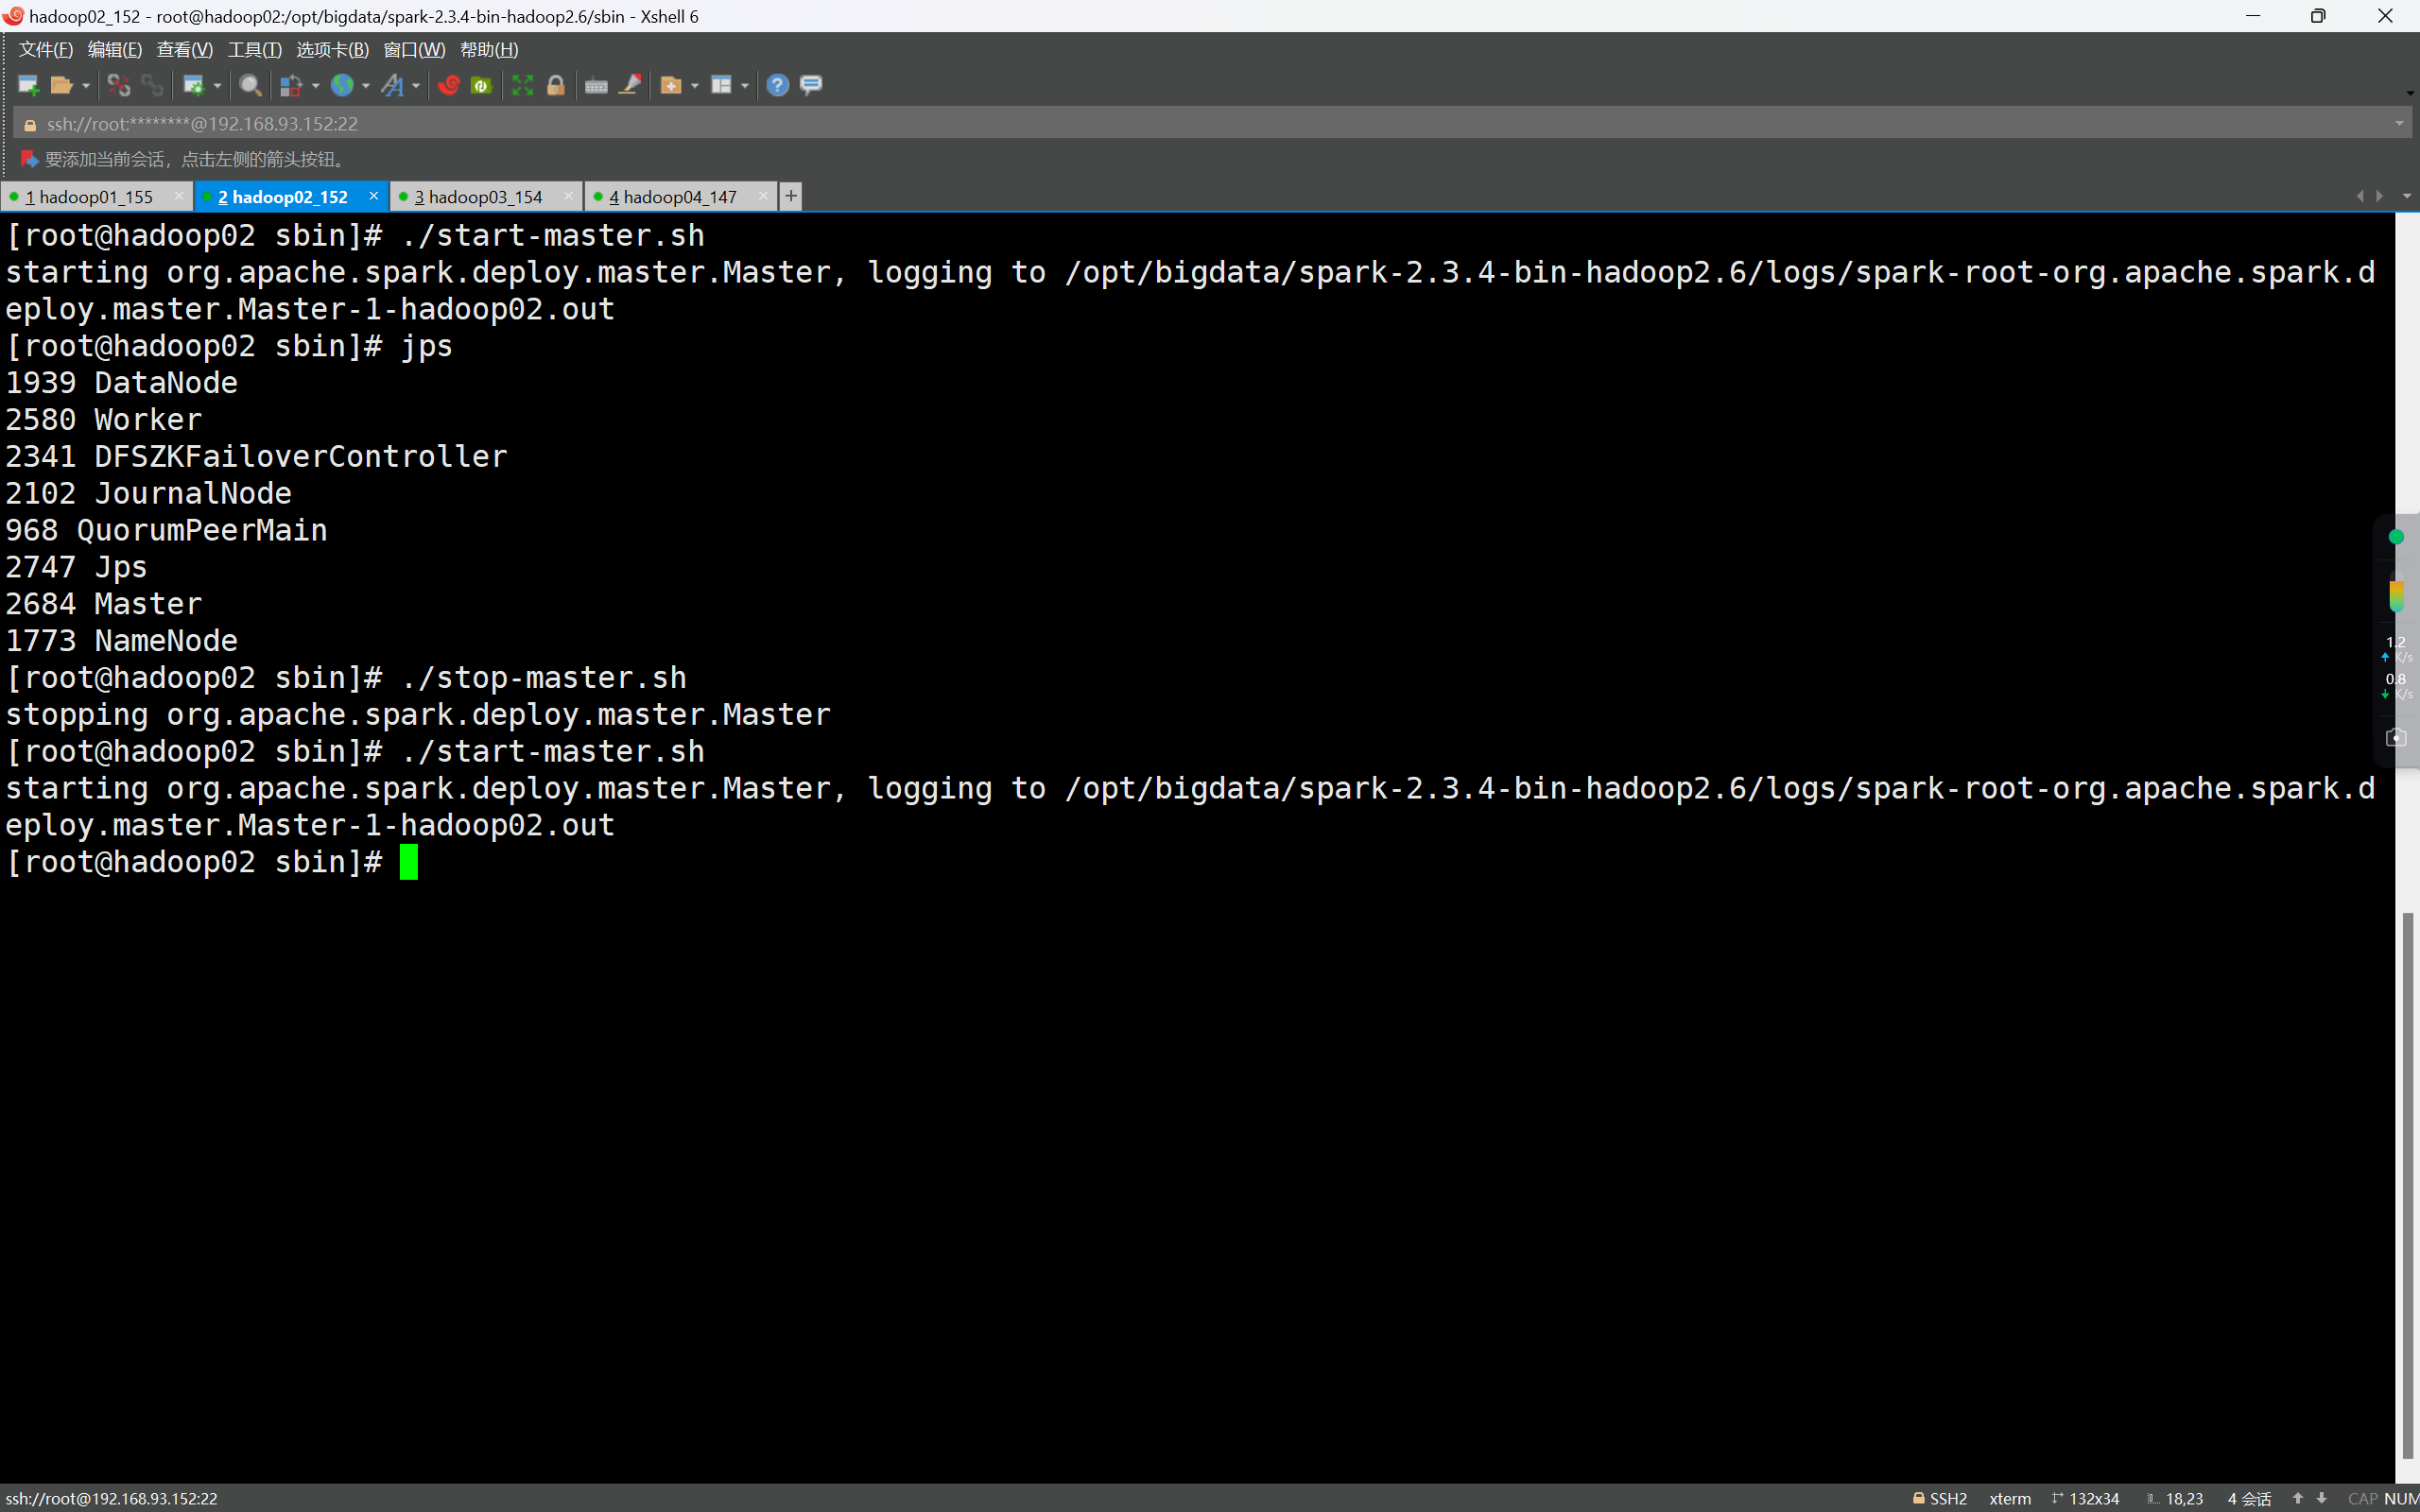 hadoop02_152 - root@hadoop02:/opt/bigdata/spark-2.3.4-bin-hadoop2.6/sbin - Xshell 6
文件(F) 编辑(E) 查看(V) 工具(T) 选项卡(B) 窗口(W) 帮助(H)
ssh://root:********@192.168.93.152:22
要添加当前会话，点击左侧的箭头按钮。
1 hadoop01_155 × 2 hadoop02_152 × 3 hadoop03_154 × 4 hadoop04_147 × +
[root@hadoop02 sbin]# ./start-master.sh
starting org.apache.spark.deploy.master.Master, logging to /opt/bigdata/spark-2.3.4-bin-hadoop2.6/logs/spark-root-org.apache.spark.d
eploy.master.Master-1-hadoop02.out
[root@hadoop02 sbin]# jps
1939 DataNode
2580 Worker
2341 DFSZKFailoverController
2102 JournalNode
968 QuorumPeerMain
2747 Jps
2684 Master
1773 NameNode
[root@hadoop02 sbin]# ./stop-master.sh
stopping org.apache.spark.deploy.master.Master
[root@hadoop02 sbin]# ./start-master.sh
starting org.apache.spark.deploy.master.Master, logging to /opt/bigdata/spark-2.3.4-bin-hadoop2.6/logs/spark-root-org.apache.spark.d
eploy.master.Master-1-hadoop02.out
[root@hadoop02 sbin]#
1.2
K/s
0.8
K/s
ssh://root@192.168.93.152:22 SSH2 xterm 132x34 18,23 4 会话 CAP NUM